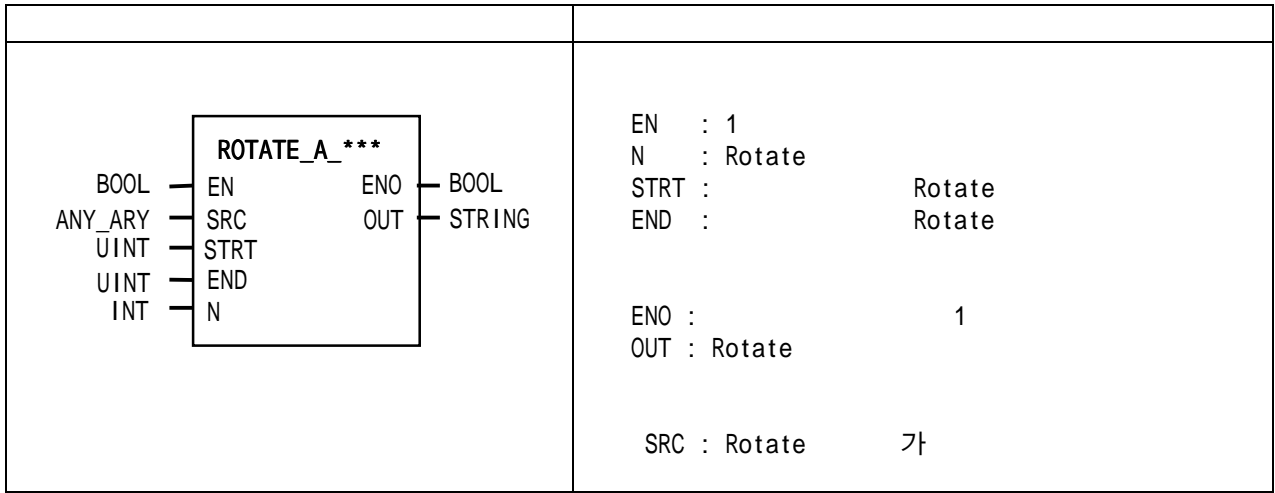 ROTATE_A_***
BOOL EN ENO BOOL
ANY_ARY SRC OUT STRING
UINT STRT
UINT END
INT N
EN : 1
N : Rotate
STRT : Rotate
END : Rotate
ENO : 1
OUT : Rotate
SRC : Rotate 가